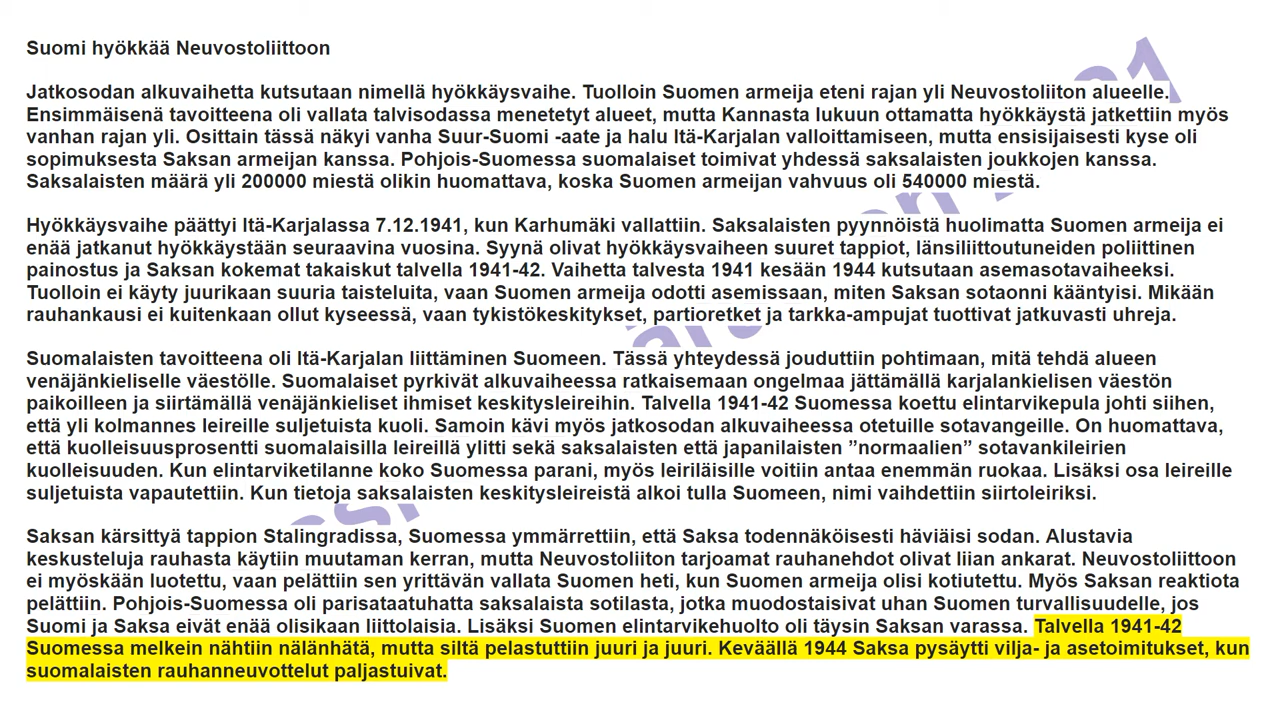 Suomi hyökkää Neuvostoliittoon
Jatkosodan alkuvaihetta kutsutaan nimellä hyökkäysvaihe. Tuolloin Suomen armeija eteni rajan yli Neuvostoliiton alueelle.
Ensimmäisenä tavoitteena oli vallata talvisodassa menetetyt alueet, mutta Kannasta lukuun ottamatta hyökkäystä jatkettiin myös
vanhan rajan yli. Osittain tässä näkyi vanha Suur-Suomi -aate ja halu Itä-Karjalan valloittamiseen, mutta ensisijaisesti kyse oli
sopimuksesta Saksan armeijan kanssa. Pohjois-Suomessa suomalaiset toimivat yhdessä saksalaisten joukkojen kanssa.
Saksalaisten määrä yli 200000 miestä olikin huomattava, koska Suomen armeijan vahvuus oli 540000 miestä.
Hyökkäysvaihe päättyi Itä-Karjalassa 7.12.1941, kun Karhumäki vallattiin. Saksalaisten pyynnöistä huolimatta Suomen armeija ei
enää jatkanut hyökkäystään seuraavina vuosina. Syynä olivat hyökkäysvaiheen suuret tappiot, länsiliittoutuneiden poliittinen
painostus ja Saksan kokemat takaiskut talvella 1941-42. Vaihetta talvesta 1941 kesään 1944 kutsutaan asemasotavaiheeksi.
Tuolloin ei käyty juurikaan suuria taisteluita, vaan Suomen armeija odotti asemissaan, miten Saksan sotaonni kääntyisi. Mikään
rauhankausi ei kuitenkaan ollut kyseessä, vaan tykistökeskitykset, partioretket ja tarkka-ampujat tuottivat jatkuvasti uhreja.
Suomalaisten tavoitteena oli Itä-Karjalan liittäminen Suomeen. Tässä yhteydessä jouduttiin pohtimaan, mitä tehdä alueen
venäjänkieliselle väestölle. Suomalaiset pyrkivät alkuvaiheessa ratkaisemaan ongelmaa jättämällä karjalankielisen väestön
paikoilleen ja siirtämällä venäjänkieliset ihmiset keskitysleireihin. Talvella 1941-42 Suomessa koettu elintarvikepula johti siihen,
että yli kolmannes leireille suljetuista kuoli. Samoin kävi myös jatkosodan alkuvaiheessa otetuille sotavangeille. On huomattava,
että kuolleisuusprosentti suomalaisilla leireillä ylitti sekä saksalaisten että japanilaisten ”normaalien” sotavankileirien
kuolleisuuden. Kun elintarviketilanne koko Suomessa parani, myös leiriläisille voitiin antaa enemmän ruokaa. Lisäksi osa leireille
suljetuista vapautettiin. Kun tietoja saksalaisten keskitysleireistä alkoi tulla Suomeen, nimi vaihdettiin siirtoleiriksi.
Saksan kärsittyä tappion Stalingradissa, Suomessa ymmärrettiin, että Saksa todennäköisesti häviäisi sodan. Alustavia
keskusteluja rauhasta käytiin muutaman kerran, mutta Neuvostoliiton tarjoamat rauhanehdot olivat liian ankarat. Neuvostoliittoon
ei myöskään luotettu, vaan pelättiin sen yrittävän vallata Suomen heti, kun Suomen armeija olisi kotiutettu. Myös Saksan reaktiota
pelättiin. Pohjois-Suomessa oli parisataatuhatta saksalaista sotilasta, jotka muodostaisivat uhan Suomen turvallisuudelle, jos
Suomi ja Saksa eivät enää olisikaan liittolaisia. Lisäksi Suomen elintarvikehuolto oli täysin Saksan varassa. Talvella 1941-42
Suomessa melkein nähtiin nälänhätä, mutta siltä pelastuttiin juuri ja juuri. Keväällä 1944 Saksa pysäytti vilja- ja asetoimitukset, kun
suomalaisten rauhanneuvottelut paljastuivat.